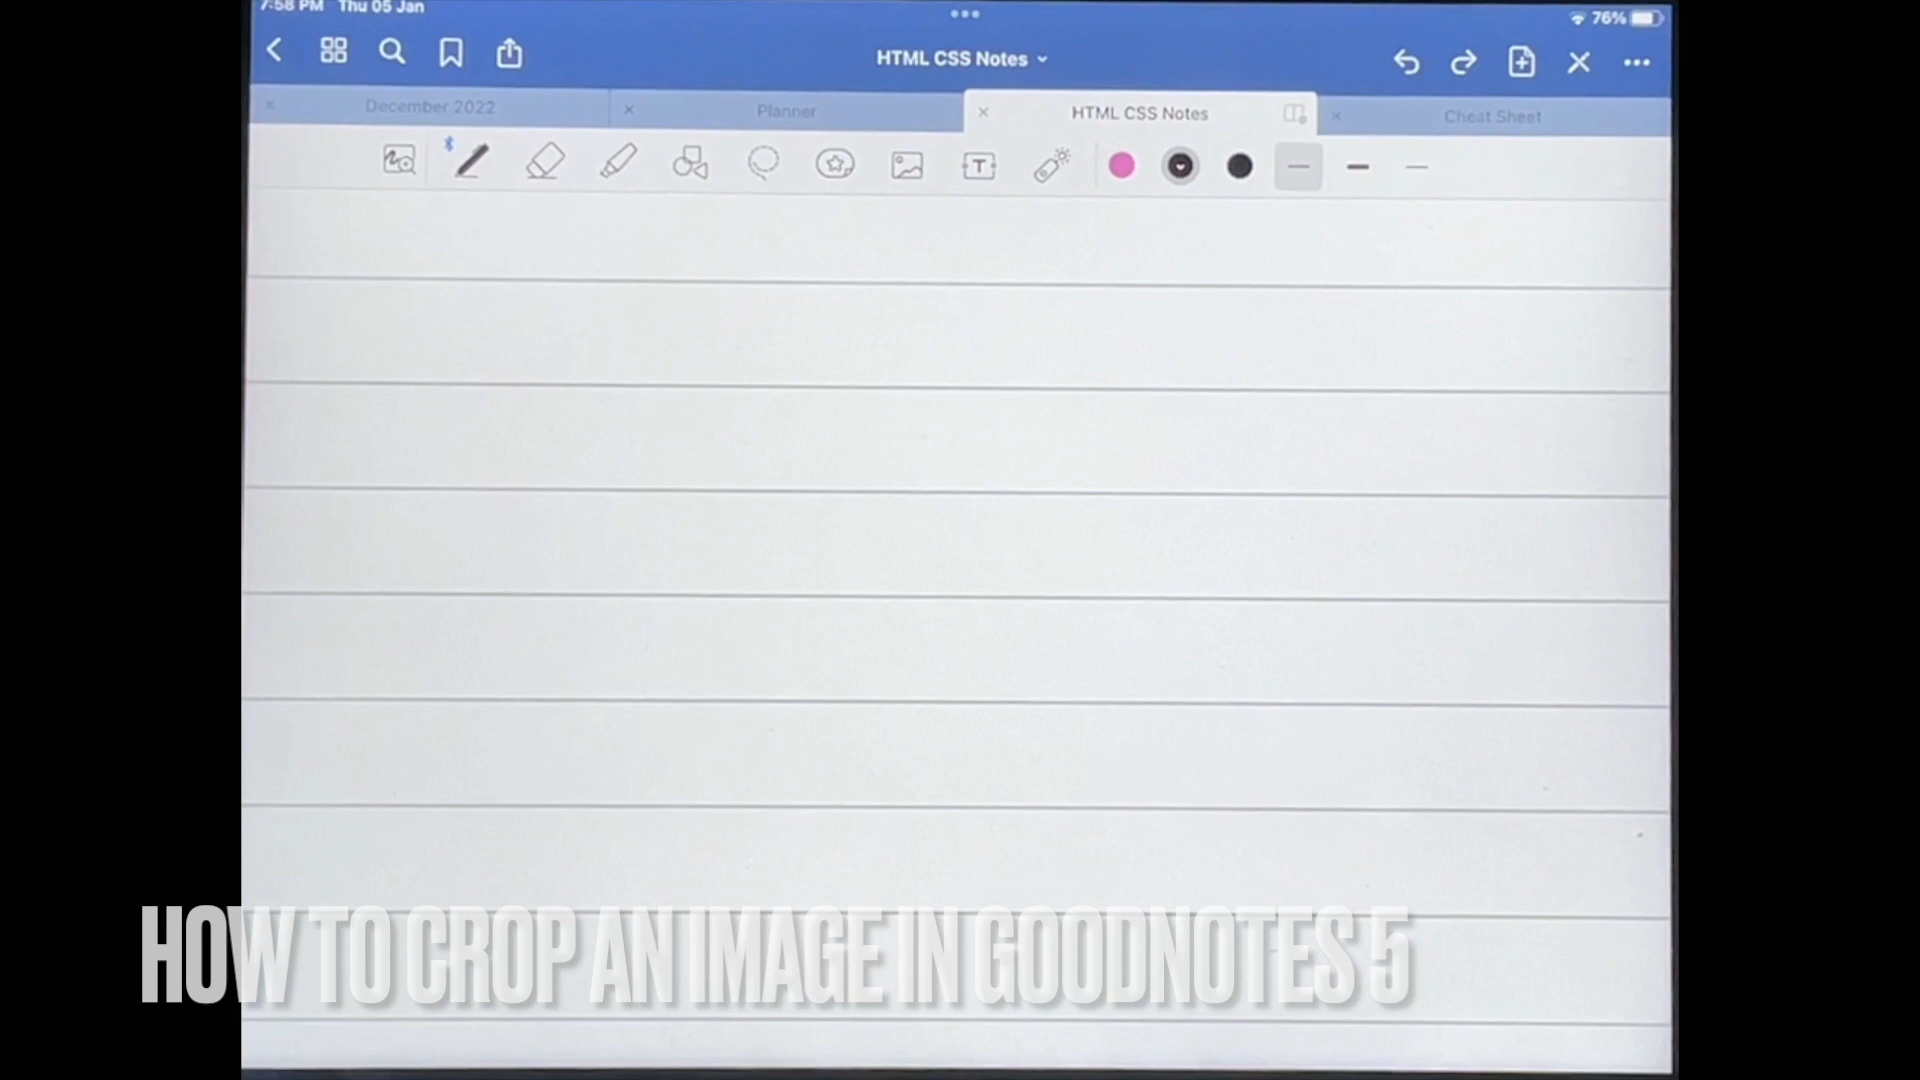 7:58 PM Thu 05 Jan
76%
HTML CSS Notes
December 2022
Planner
HTML CSS Notes
Cheat Sheet
T
HOW TO CROP AN IMAGE IN GOODNOTES 5